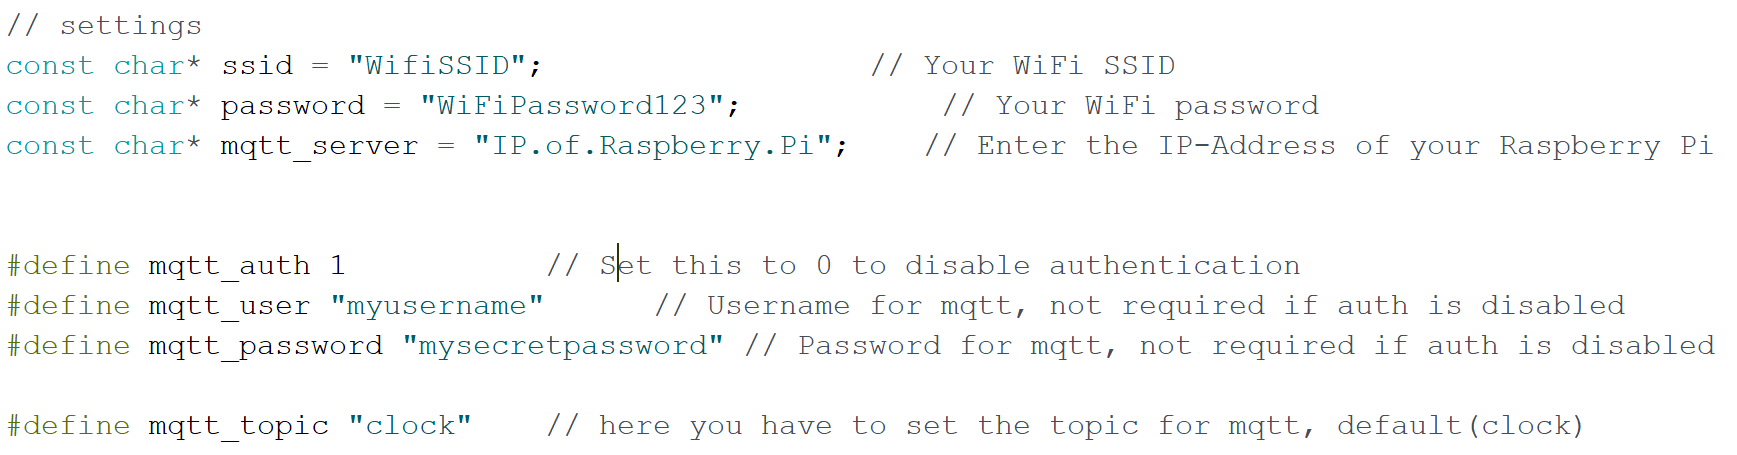 // settings
const char* ssid = "WifiSSID"; // Your WiFi SSID
const char* password = "WiFiPassword123"; // Your WiFi password
const char* mqtt_server = "IP.of.Raspberry.Pi"; // Enter the IP-Address of your Raspberry Pi
#define mqtt_auth 1 // Set this to 0 to disable authentication
#define mqtt_user "myusername" // Username for mqtt, not required if auth is disabled
#define mqtt_password "mysecretpassword" // Password for mqtt, not required if auth is disabled
#define mqtt_topic "clock" // here you have to set the topic for mqtt, default(clock)